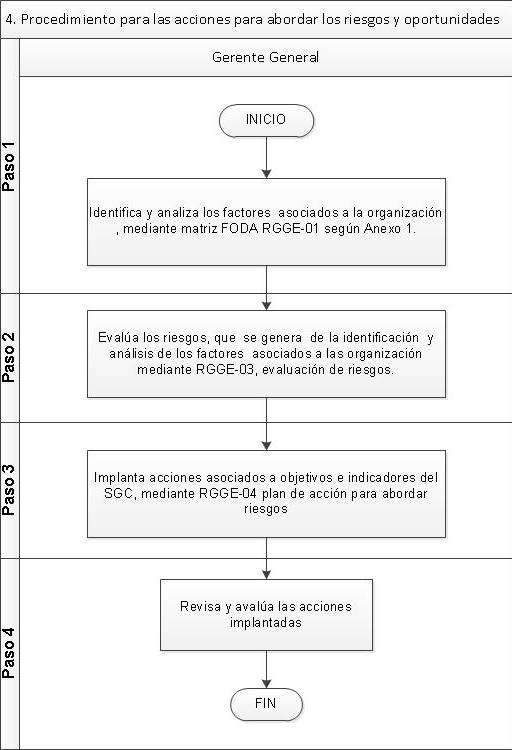 4. Procedimiento para las acciones para abordar los riesgos y oportunidades
Gerente General
Paso 1
INICIO
Identifica y analiza los factores asociados a la organización
, mediante matriz FODA RGGE-01 según Anexo 1.
Paso 2
Evalúa los riesgos, que se genera de la identificación y
análisis de los factores asociados a las organización
mediante RGGE-03, evaluación de riesgos.
Paso 3
Implanta acciones asociados a objetivos e indicadores del
SGC, mediante RGGE-04 plan de acción para abordar
riesgos
Paso 4
Revisa y avalúa las acciones
implantadas
FIN